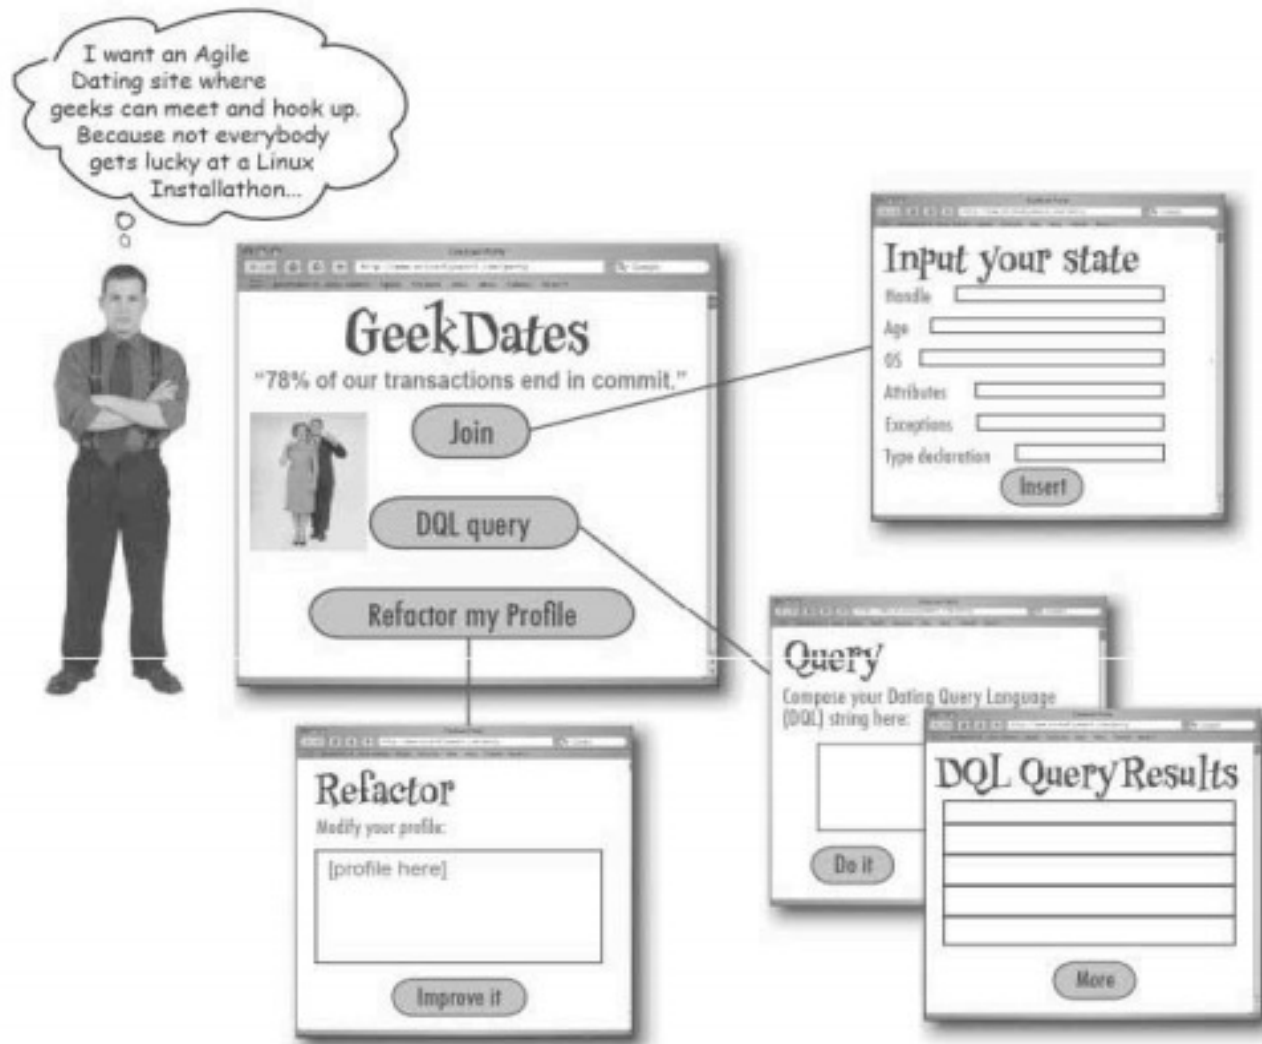 I want an Agile
Dating site where
geeks can meet and hook up.
Because not everybody
gets lucky at a Linux
Installathon...
GeekDates
“78% of our transactions end in commit.”
Join
DQL query
Refactor my Profile
Input your state
Handle
Age
OS
Attributes
Exceptions
Type declaration
Insert
Query
Compose your Dating Query Language
(DQL) string here:
Do it
DQL Query Results
More
Refactor
Modify your profile:
[profile here]
Improve it